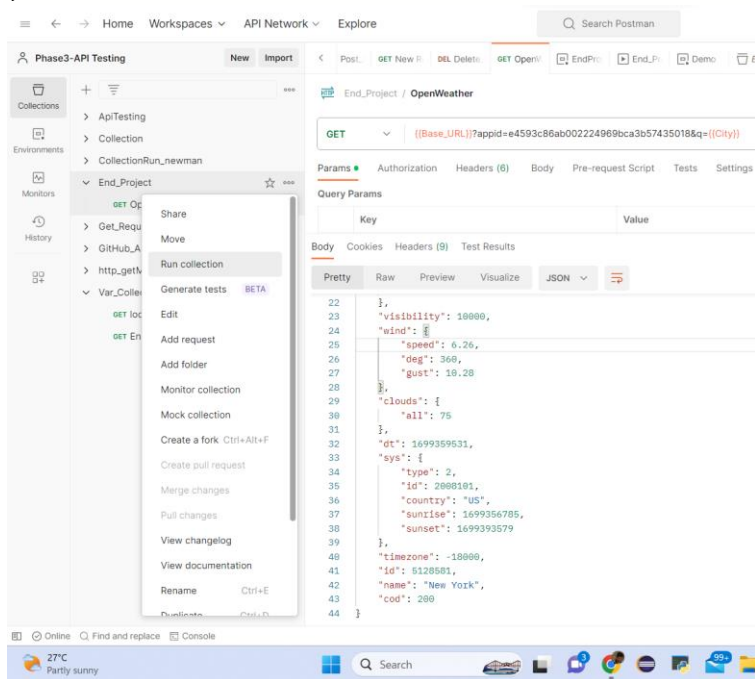 Home Workspaces API Network Explore Search Postman
Phase3-API Testing New Import
Post_ GET New R DEL Delete GET OpenW EndPro End_Pr Demo
Collections
Environments
Monitors
History
ApiTesting
Collection
CollectionRun_newman
End_Project
GET Op
Get_Requ
GitHub_A
http_getM
Var_Collec
GET loc
GET En
Share
Move
Run collection
Generate tests BETA
Edit
Add request
Add folder
Monitor collection
Mock collection
Create a fork Ctrl+Alt+F
Create pull request
Merge changes
Pull changes
View changelog
View documentation
Rename Ctrl+E
Duplicate Ctrl+D
HTTP End_Project / OpenWeather
GET {{Base_URL}}?appid=e4593c86ab002224969bca3b57435018&q={{City}}
Params Authorization Headers (6) Body Pre-request Script Tests Settings
Query Params
Key Value
Body Cookies Headers (9) Test Results
Pretty Raw Preview Visualize JSON
22 },
23 "visibility": 10000,
24 "wind": {
25 "speed": 6.26,
26 "deg": 360,
27 "gust": 10.28
28 },
29 "clouds": {
30 "all": 75
31 },
32 "dt": 1699359531,
33 "sys": {
34 "type": 2,
35 "id": 2008101,
36 "country": "US",
37 "sunrise": 1699356785,
38 "sunset": 1699393579
39 },
40 "timezone": -18000,
41 "id": 5128581,
42 "name": "New York",
43 "cod": 200
44 }
Online Find and replace Console
27°C
Partly sunny
Search
3
99+